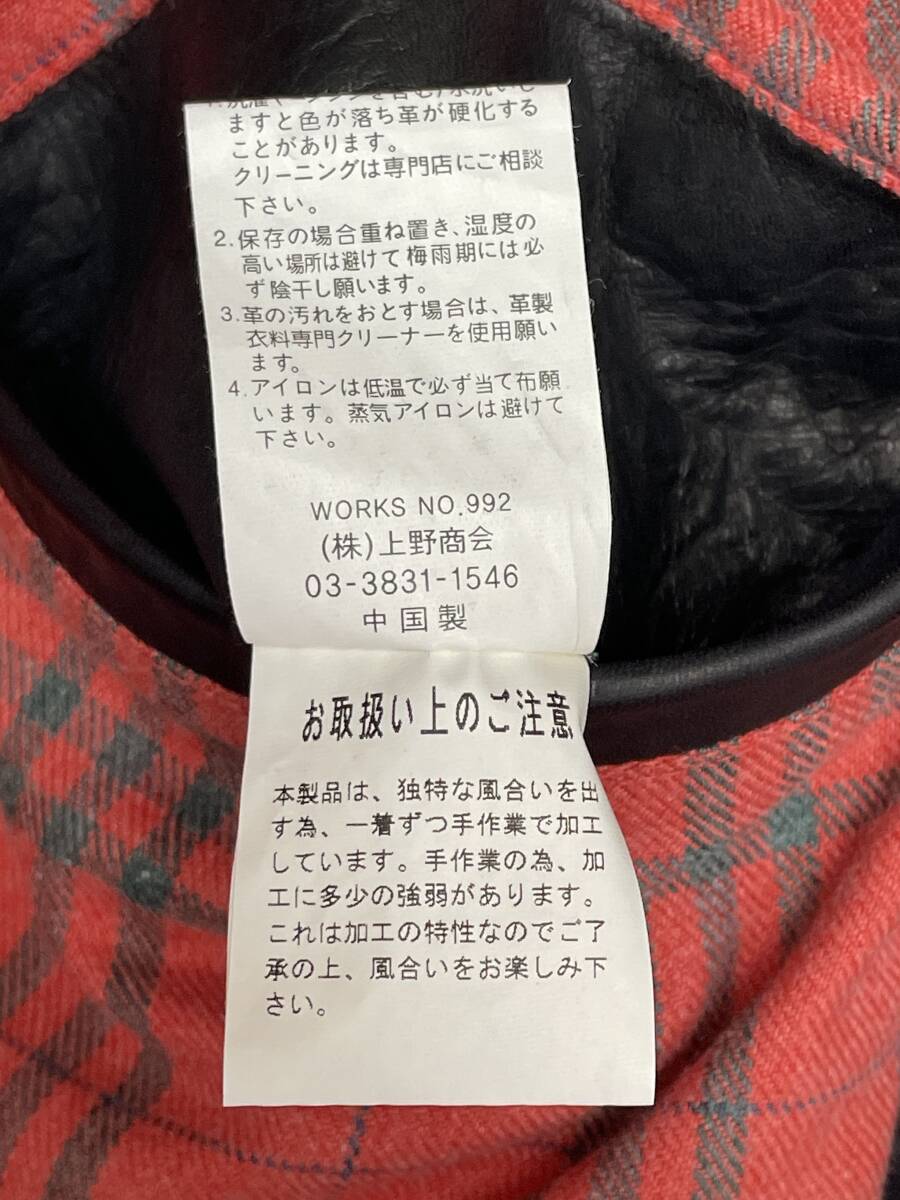 ますと色が落ち革が硬化する
ことがあります。
クリーニングは専門店にご相談
下さい。
2.保存の場合重ね置き、湿度の
高い場所は避けて梅雨期には必
ず陰干し願います。
3.革の汚れをおとす場合は、革製
衣料専門クリーナーを使用願い
ます。
4.アイロンは低温で必ず当て布願
います。蒸気アイロンは避けて
下さい。
WORKS NO.992
(株)上野商会
03-3831-1546
中国製
お取扱い上のご注意
本製品は、独特な風合いを出
す為、一着ずつ手作業で加工
しています。手作業の為、加
工に多少の強弱があります。
これは加工の特性なのでご了
承の上、風合いをお楽しみ下
さい。